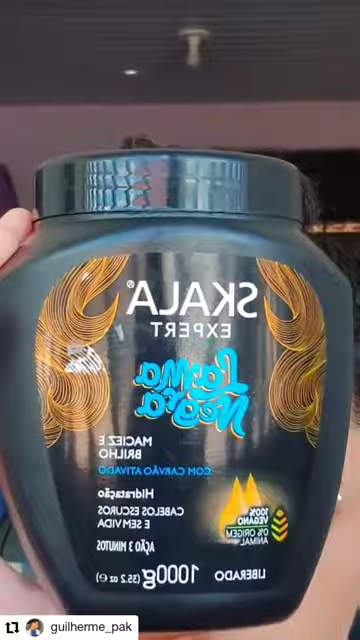 SKALA®
EXPERT
Lama
Negra
MACIEZ E
BRILHO
COM CARVÃO ATIVADO
Hidratação
CABELOS ESCUROS
E SEM VIDA
AÇÃO 3 MINUTOS
100%
VEGANO
0% ORIGEM
ANIMAL
1000g (35.2 oz) e
LIBERADO
guilherme_pak